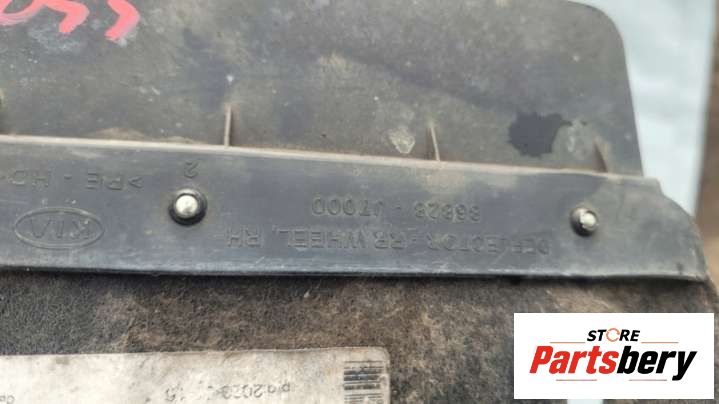 >PE-HD
2
KIA
86828-J7000
DEFLECTOR-RR WHEEL, RH
STORE
Partsbery